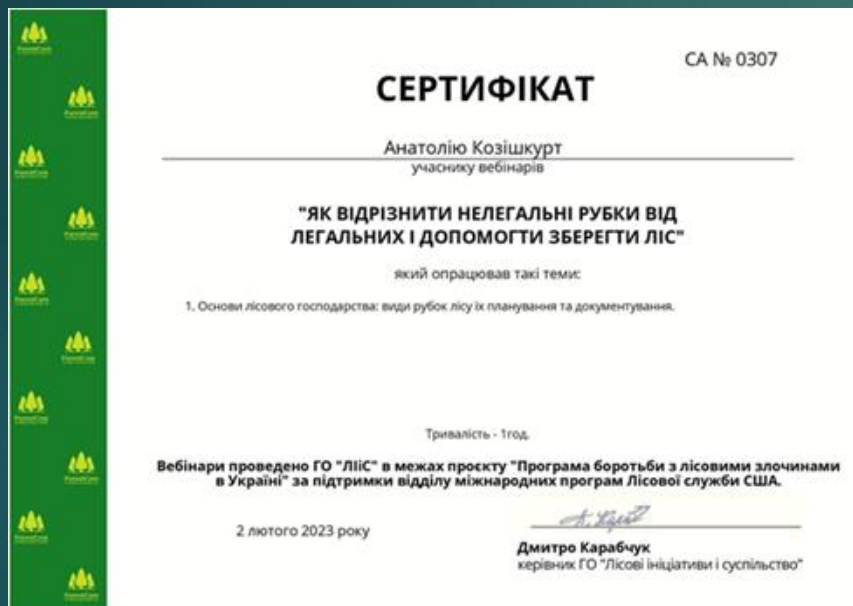 СА № 0307
СЕРТИФІКАТ
Анатолію Козішкурт
учаснику вебінарів
"ЯК ВІДРІЗНИТИ НЕЛЕГАЛЬНІ РУБКИ ВІД
ЛЕГАЛЬНИХ І ДОПОМОГТИ ЗБЕРЕГТИ ЛІС"
який опрацював такі теми:
1. Основи лісового господарства: види рубок лісу їх планування та документування.
Тривалість - 1год.
Вебінари проведено ГО "ЛІіС" в межах проєкту "Програма боротьби з лісовими злочинами
в Україні" за підтримки відділу міжнародних програм Лісової служби США.
2 лютого 2023 року
Дмитро Карабчук
керівник ГО "Лісові ініціативи і суспільство"